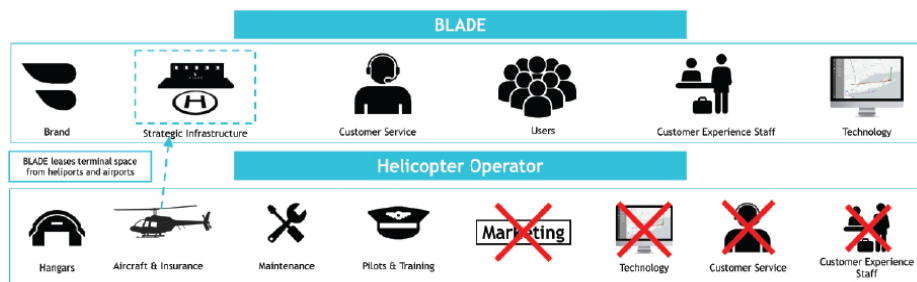 BLADE
Brand
Strategic Infrastructure
Customer Service
Users
Customer Experience Staff
Technology
BLADE leases terminal space
from heliports and airports
Helicopter Operator
Hangars
Aircraft & Insurance
Maintenance
Pilots & Training
Marketing
Technology
Customer Service
Customer Experience
Staff